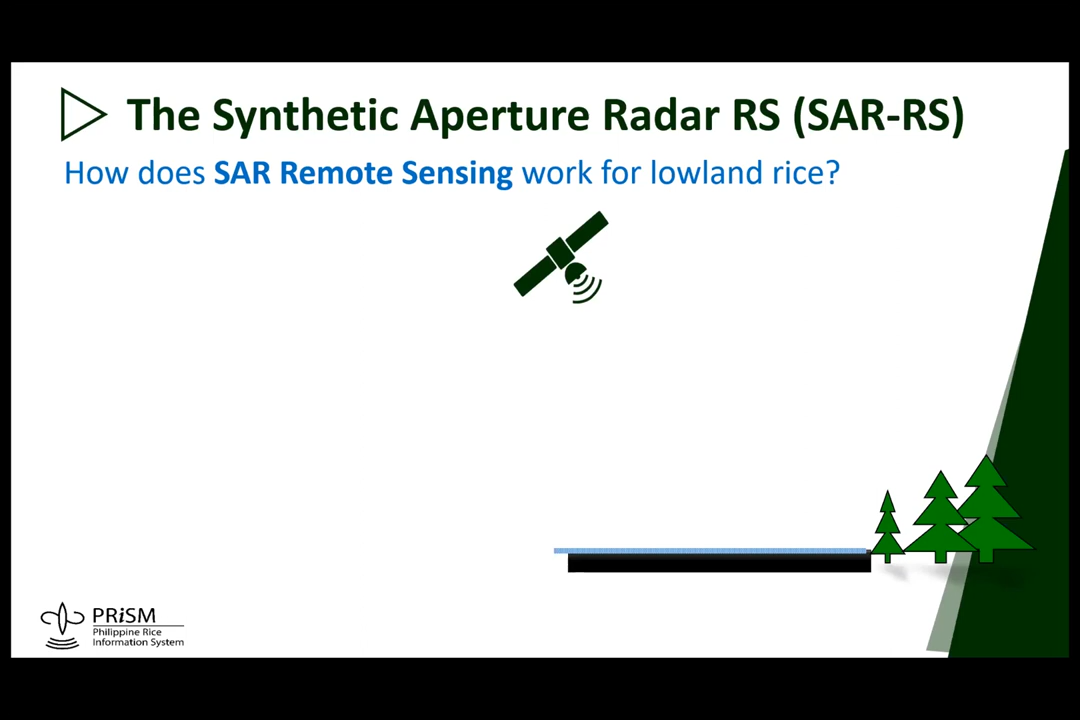 The Synthetic Aperture Radar RS (SAR-RS)
How does SAR Remote Sensing work for lowland rice?
PRiSM
Philippine Rice
Information System